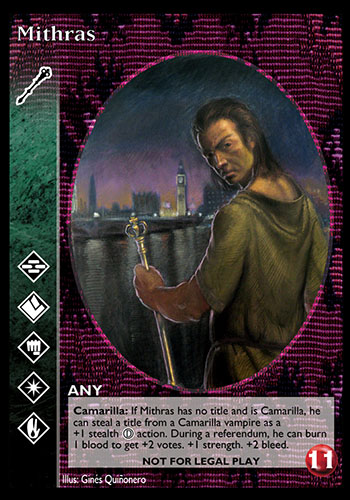 Mithras
ANY
Camarilla: If Mithras has no title and is Camarilla, he
can steal a title from a Camarilla vampire as a
+1 stealth Ⓓ action. During a referendum, he can burn
1 blood to get +2 votes. +1 strength. +2 bleed.
NOT FOR LEGAL PLAY
11
Illus: Ginés Quiñonero